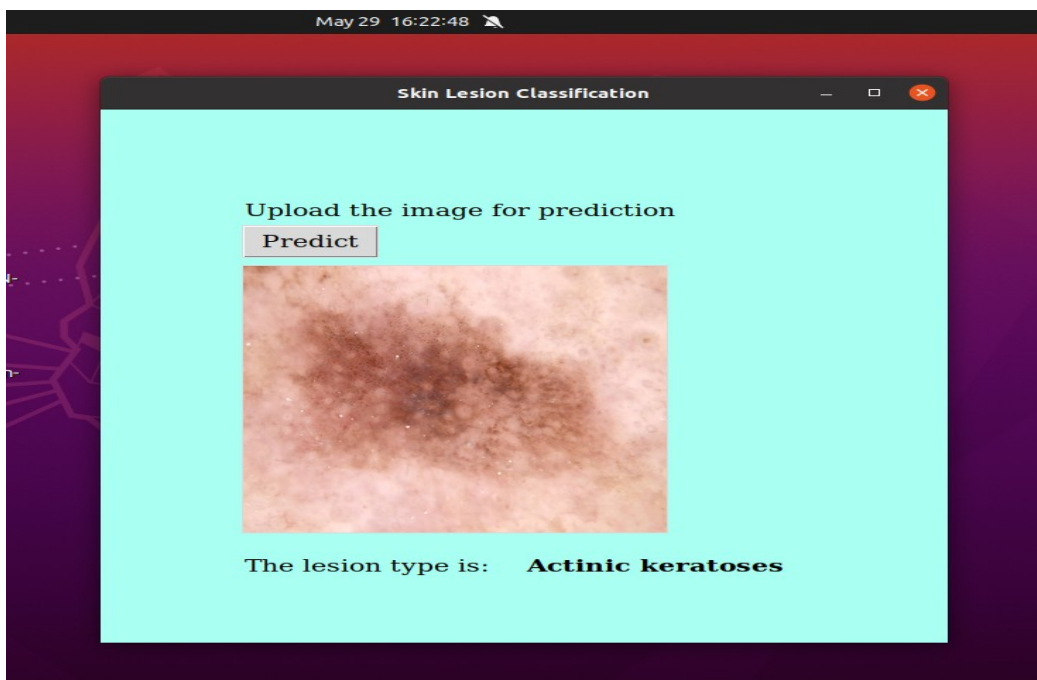 May 29 16:22:48
Skin Lesion Classification
Upload the image for prediction
Predict
The lesion type is: Actinic keratoses